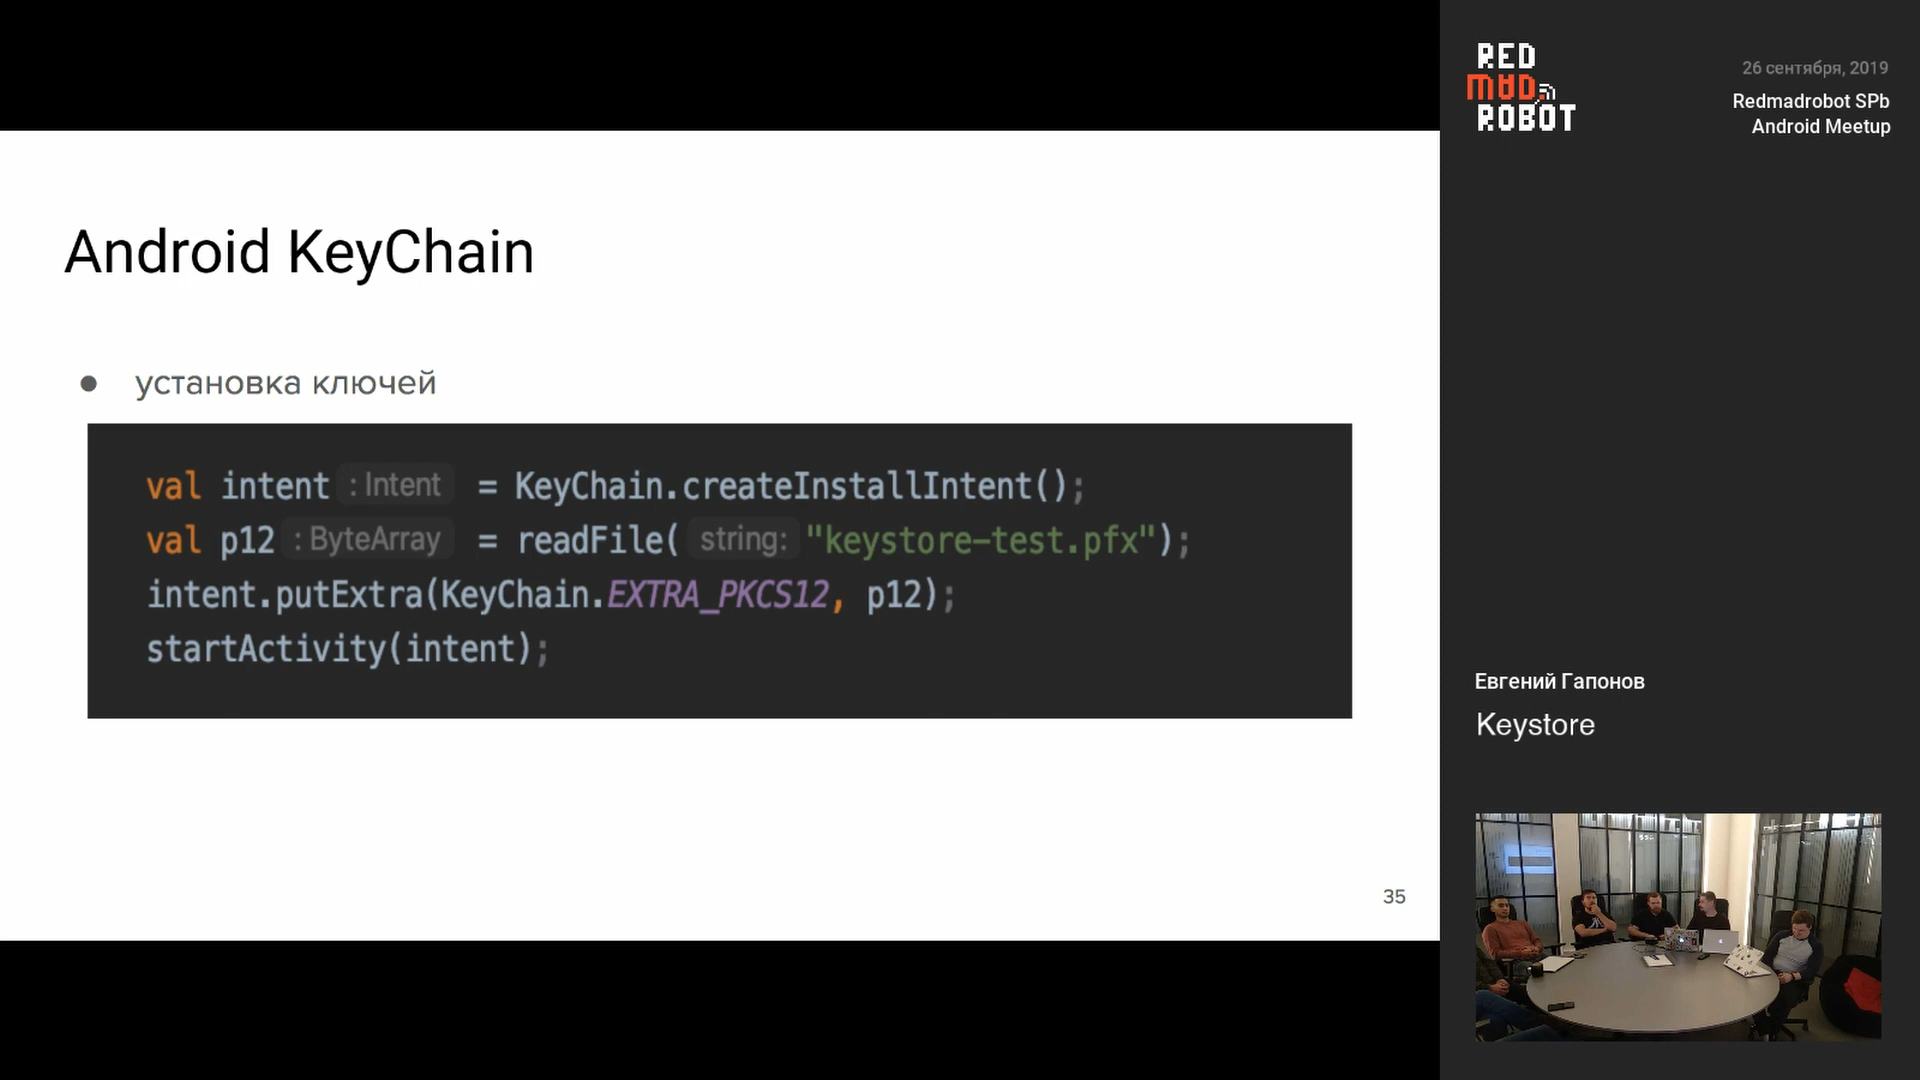 Android KeyChain
● установка ключей
val intent : Intent = KeyChain.createInstallIntent();
val p12 : ByteArray = readFile( string: "keystore-test.pfx");
intent.putExtra(KeyChain.EXTRA_PKCS12, p12);
startActivity(intent);
35
RED
MAD
ROBOT
26 сентября, 2019
Redmadrobot SPb
Android Meetup
Евгений Гапонов
Keystore